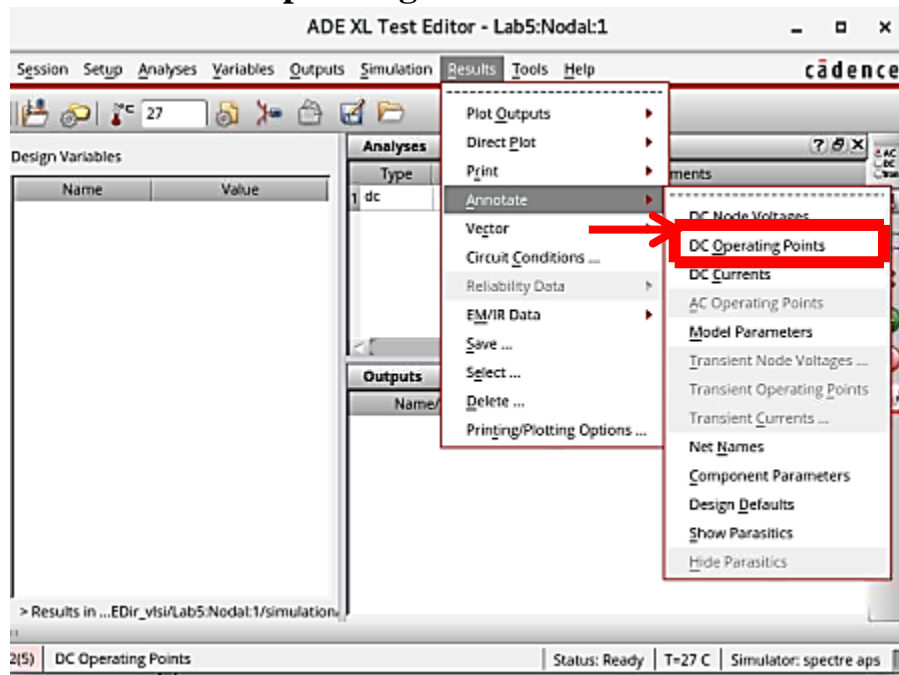 ADE XL Test Editor - Lab5:Nodal:1
Session Setup Analyses Variables Outputs Simulation Results Tools Help
cādence
27
Design Variables
Name Value
Analyses
Type
1 dc
ments
Plot Outputs
Direct Plot
Print
Annotate
Vector
Circuit Conditions ...
Reliability Data
EM/IR Data
Save ...
Select ...
Delete ...
Printing/Plotting Options ...
DC Node Voltages
DC Operating Points
DC Currents
AC Operating Points
Model Parameters
Transient Node Voltages ...
Transient Operating Points
Transient Currents ...
Net Names
Component Parameters
Design Defaults
Show Parasitics
Hide Parasitics
Outputs
Name/
> Results in ...EDir_vlsi/Lab5:Nodal:1/simulation
2(5) DC Operating Points
Status: Ready T=27 C Simulator: spectre aps